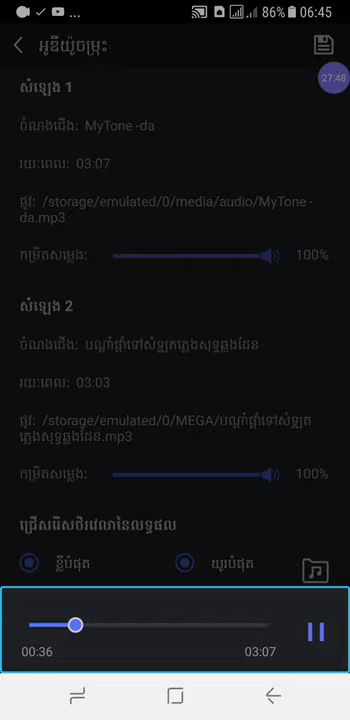 ... 86% 06:45
អូឌីយ៉ូចម្រុះ
27:48
សំឡេង 1
ចំណងជើង: MyTone -da
រយៈពេល: 03:07
ផ្លូវ: /storage/emulated/0/media/audio/MyTone -
da.mp3
កម្រិតសម្លេង: 100%
សំឡេង 2
ចំណងជើង: បណ្តាំផ្តាំទៅសំឡូតភ្លេងសុទ្ធឆ្លងដែន
រយៈពេល: 03:03
ផ្លូវ: /storage/emulated/0/MEGA/បណ្តាំផ្តាំទៅសំឡូត
ភ្លេងសុទ្ធឆ្លងដែន.mp3
កម្រិតសម្លេង: 100%
ជ្រើសរើសថិរវេលានៃលទ្ធផល
ខ្លីបំផុត យូរបំផុត
00:36 03:07